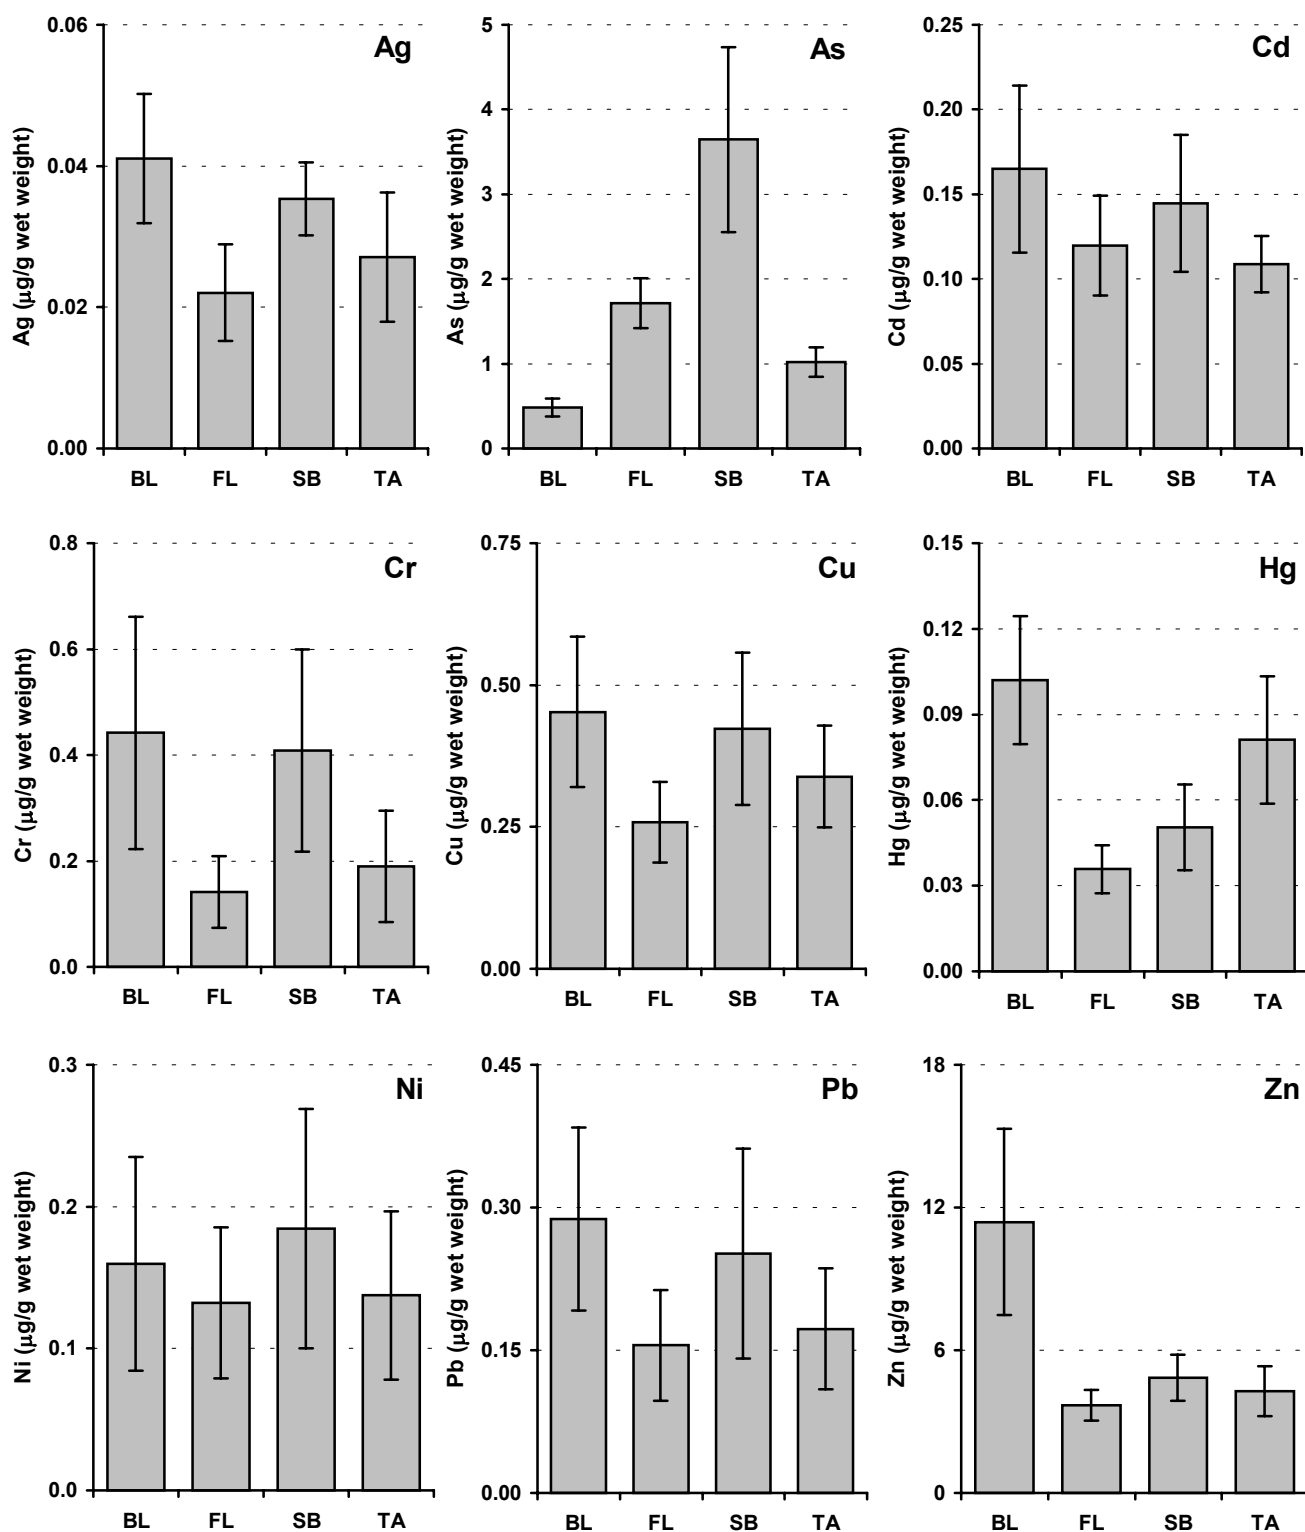 Ag
Ag (µg/g wet weight)
0.06
0.04
0.02
0.00
BL FL SB TA
As
As (µg/g wet weight)
5
4
3
2
1
0
BL FL SB TA
Cd
Cd (µg/g wet weight)
0.25
0.20
0.15
0.10
0.05
0.00
BL FL SB TA
Cr
Cr (µg/g wet weight)
0.8
0.6
0.4
0.2
0.0
BL FL SB TA
Cu
Cu (µg/g wet weight)
0.75
0.50
0.25
0.00
BL FL SB TA
Hg
Hg (µg/g wet weight)
0.15
0.12
0.09
0.06
0.03
0.00
BL FL SB TA
Ni
Ni (µg/g wet weight)
0.3
0.2
0.1
0.0
BL FL SB TA
Pb
Pb (µg/g wet weight)
0.45
0.30
0.15
0.00
BL FL SB TA
Zn
Zn (µg/g wet weight)
18
12
6
0
BL FL SB TA